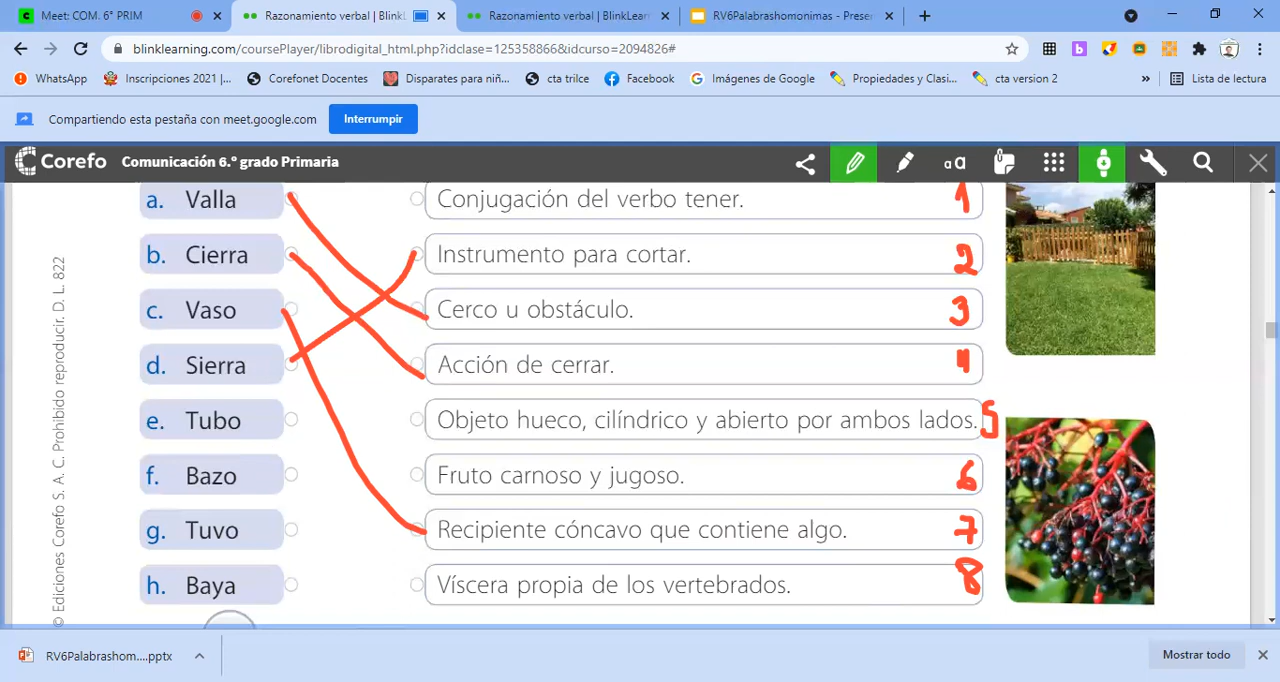 Meet: COM. 6° PRIM
Razonamiento verbal | BlinkL
Razonamiento verbal | BlinkLear
RV6Palabrashomonimas - Presen
blinklearning.com/coursePlayer/librodigital_html.php?idclase=125358866&idcurso=2094826#
WhatsApp
Inscripciones 2021 |...
Corefonet Docentes
Disparates para niñ...
cta trilce
Facebook
Imágenes de Google
Propiedades y Clasi...
cta version 2
»
Lista de lectura
Compartiendo esta pestaña con meet.google.com
Interrumpir
Corefo
Comunicación 6.º grado Primaria
aa
a. Valla
Conjugación del verbo tener.
1
b. Cierra
Instrumento para cortar.
2
c. Vaso
Cerco u obstáculo.
3
d. Sierra
Acción de cerrar.
4
e. Tubo
Objeto hueco, cilíndrico y abierto por ambos lados.
5
f. Bazo
Fruto carnoso y jugoso.
6
g. Tuvo
Recipiente cóncavo que contiene algo.
7
h. Baya
Víscera propia de los vertebrados.
8
© Ediciones Corefo S. A. C. Prohibido reproducir. D. L. 822
RV6Palabrashom....pptx
Mostrar todo